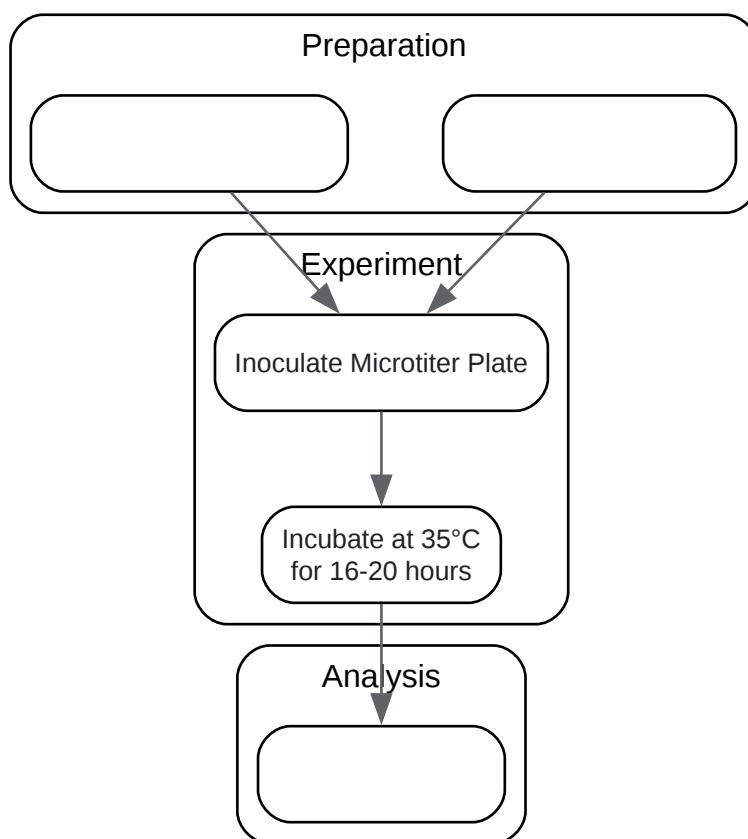 Preparation
Experiment
Inoculate Microtiter Plate
Incubate at 35°C
for 16-20 hours
Analysis